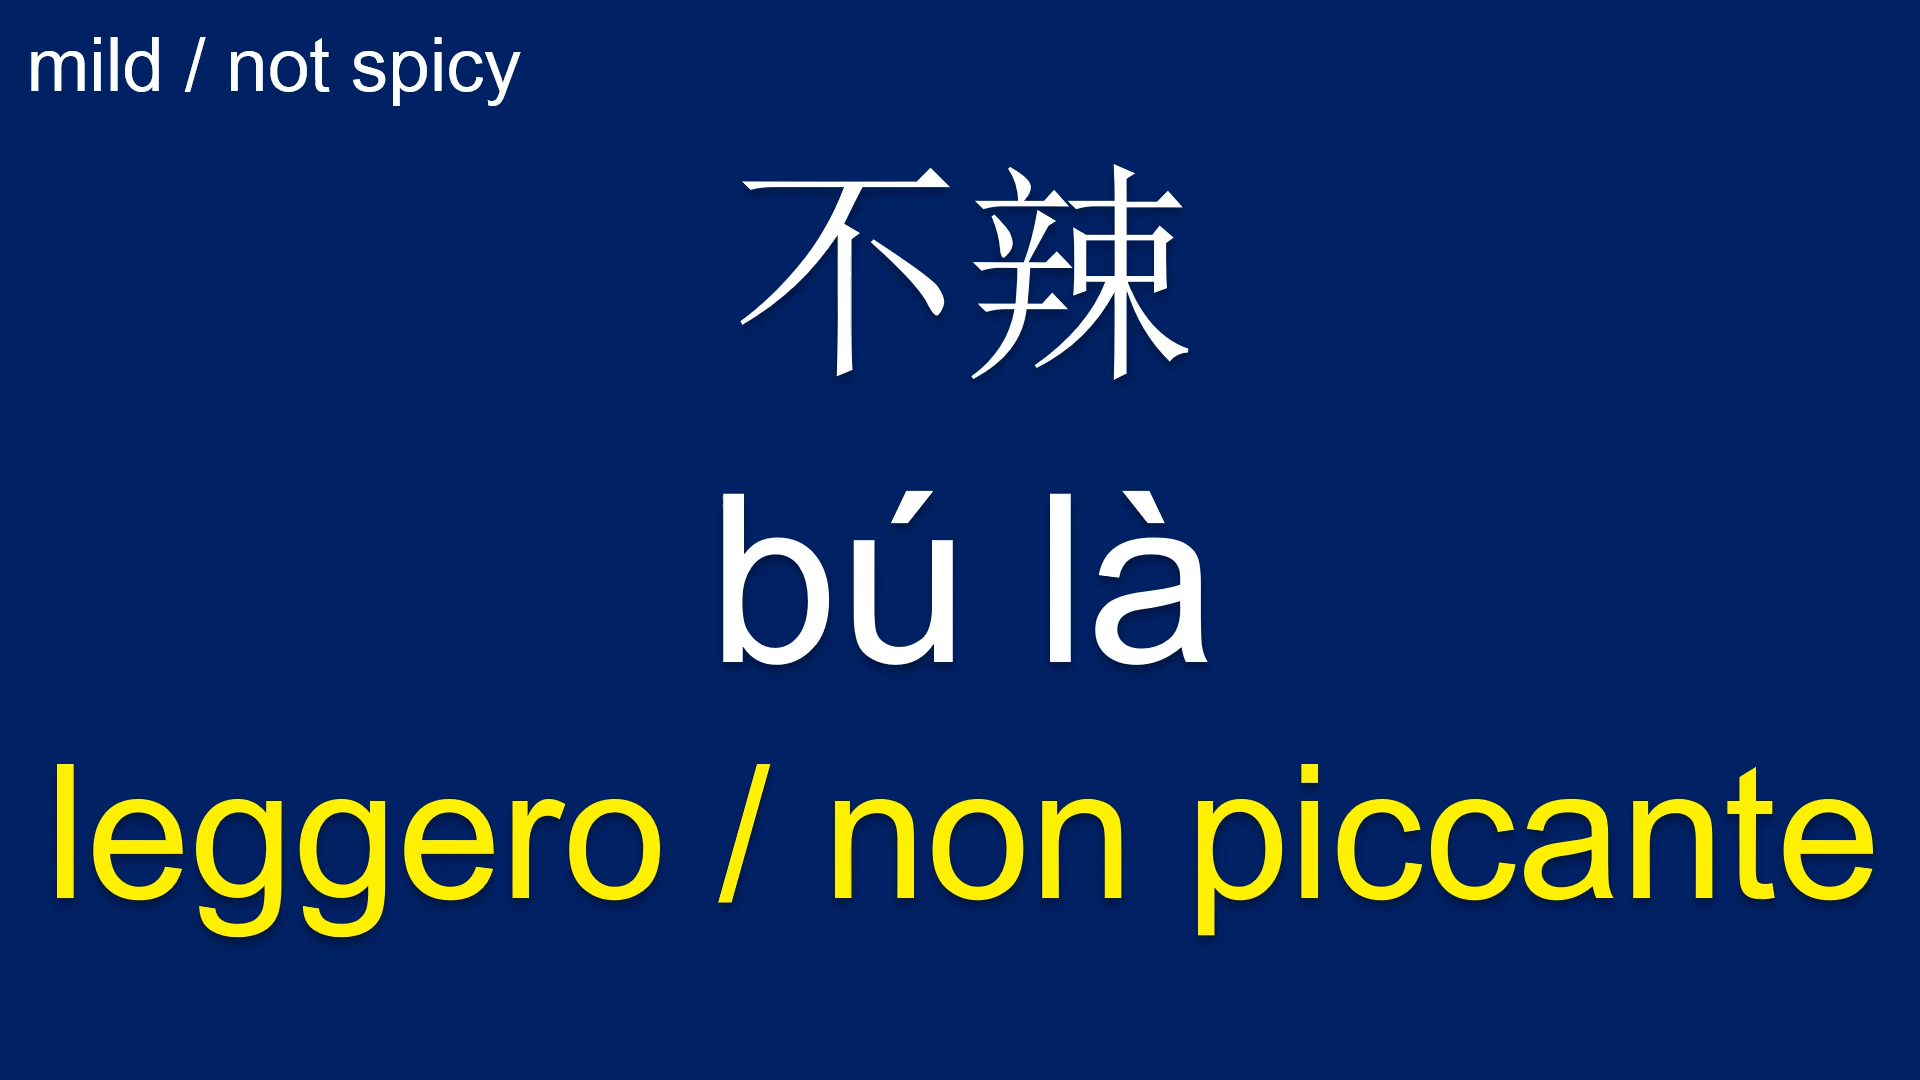 mild / not spicy
不辣
bú là
leggero / non piccante